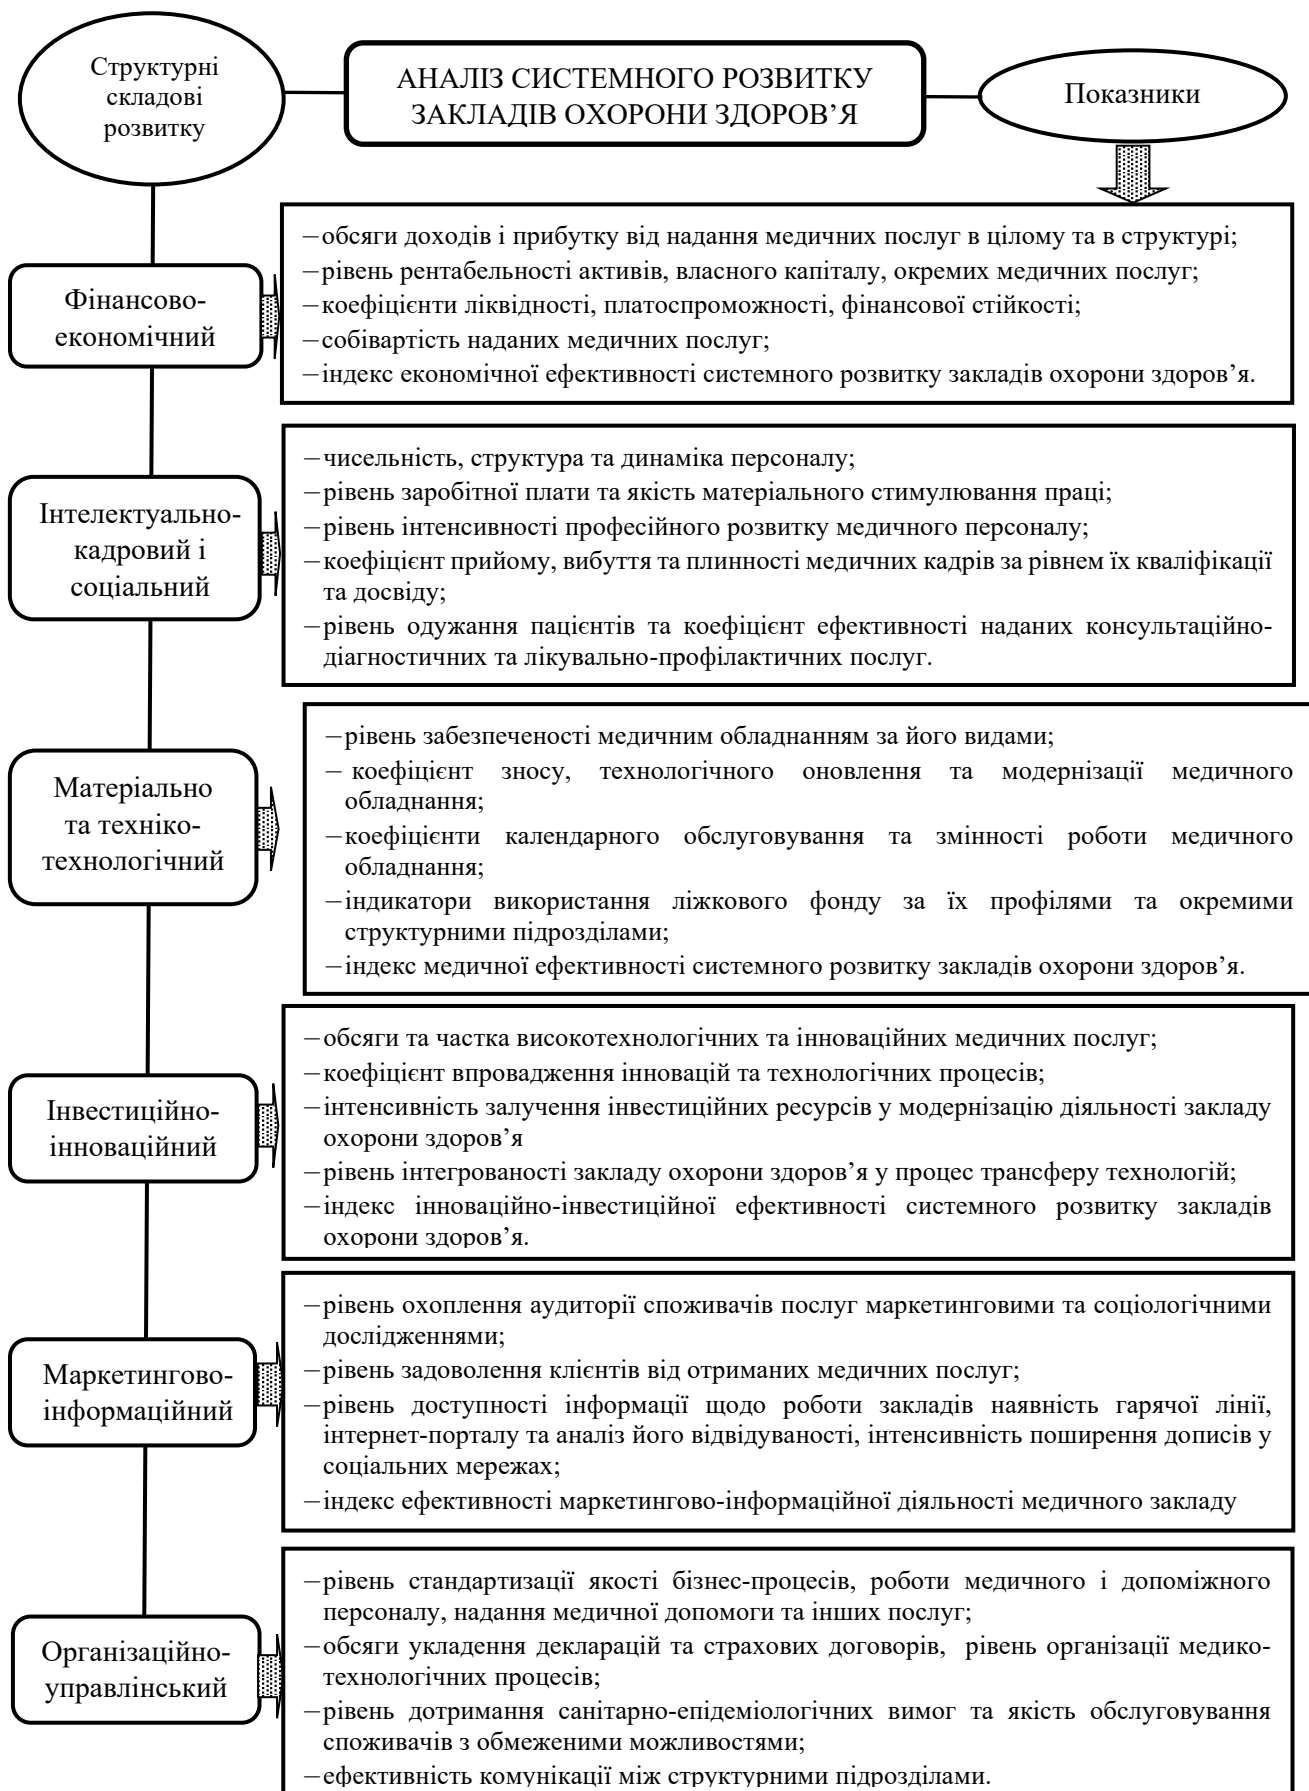 Структурні
складові
розвитку
АНАЛІЗ СИСТЕМНОГО РОЗВИТКУ
ЗАКЛАДІВ ОХОРОНИ ЗДОРОВ’Я
Показники
Фінансово-
економічний
–обсяги доходів і прибутку від надання медичних послуг в цілому та в структурі;
–рівень рентабельності активів, власного капіталу, окремих медичних послуг;
–коефіцієнти ліквідності, платоспроможності, фінансової стійкості;
–собівартість наданих медичних послуг;
–індекс економічної ефективності системного розвитку закладів охорони здоров’я.
Інтелектуально-
кадровий і
соціальний
–чисельність, структура та динаміка персоналу;
–рівень заробітної плати та якість матеріального стимулювання праці;
–рівень інтенсивності професійного розвитку медичного персоналу;
–коефіцієнт прийому, вибуття та плинності медичних кадрів за рівнем їх кваліфікації
та досвіду;
–рівень одужання пацієнтів та коефіцієнт ефективності наданих консультаційно-
діагностичних та лікувально-профілактичних послуг.
Матеріально
та техніко-
технологічний
–рівень забезпеченості медичним обладнанням за його видами;
– коефіцієнт зносу, технологічного оновлення та модернізації медичного
обладнання;
–коефіцієнти календарного обслуговування та змінності роботи медичного
обладнання;
–індикатори використання ліжкового фонду за їх профілями та окремими
структурними підрозділами;
–індекс медичної ефективності системного розвитку закладів охорони здоров’я.
Інвестиційно-
інноваційний
–обсяги та частка високотехнологічних та інноваційних медичних послуг;
–коефіцієнт впровадження інновацій та технологічних процесів;
–інтенсивність залучення інвестиційних ресурсів у модернізацію діяльності закладу
охорони здоров’я
–рівень інтегрованості закладу охорони здоров’я у процес трансферу технологій;
–індекс інноваційно-інвестиційної ефективності системного розвитку закладів
охорони здоров’я.
Маркетингово-
інформаційний
–рівень охоплення аудиторії споживачів послуг маркетинговими та соціологічними
дослідженнями;
–рівень задоволення клієнтів від отриманих медичних послуг;
–рівень доступності інформації щодо роботи закладів наявність гарячої лінії,
інтернет-порталу та аналіз його відвідуваності, інтенсивність поширення дописів у
соціальних мережах;
–індекс ефективності маркетингово-інформаційної діяльності медичного закладу
Організаційно-
управлінський
–рівень стандартизації якості бізнес-процесів, роботи медичного і допоміжного
персоналу, надання медичної допомоги та інших послуг;
–обсяги укладення декларацій та страхових договорів, рівень організації медико-
технологічних процесів;
–рівень дотримання санітарно-епідеміологічних вимог та якість обслуговування
споживачів з обмеженими можливостями;
–ефективність комунікації між структурними підрозділами.